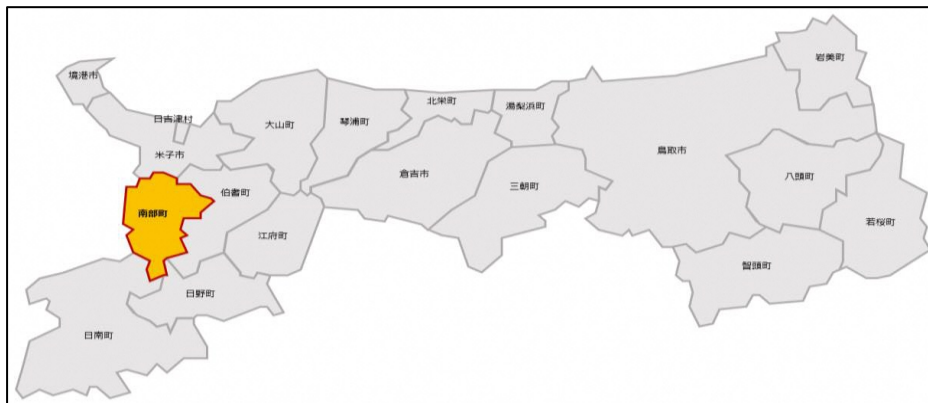 岩美町
境港市
北栄町
湯梨浜町
日吉津村
大山町
琴浦町
鳥取市
米子市
八頭町
倉吉市
三朝町
伯耆町
南部町
若桜町
江府町
智頭町
日野町
日南町